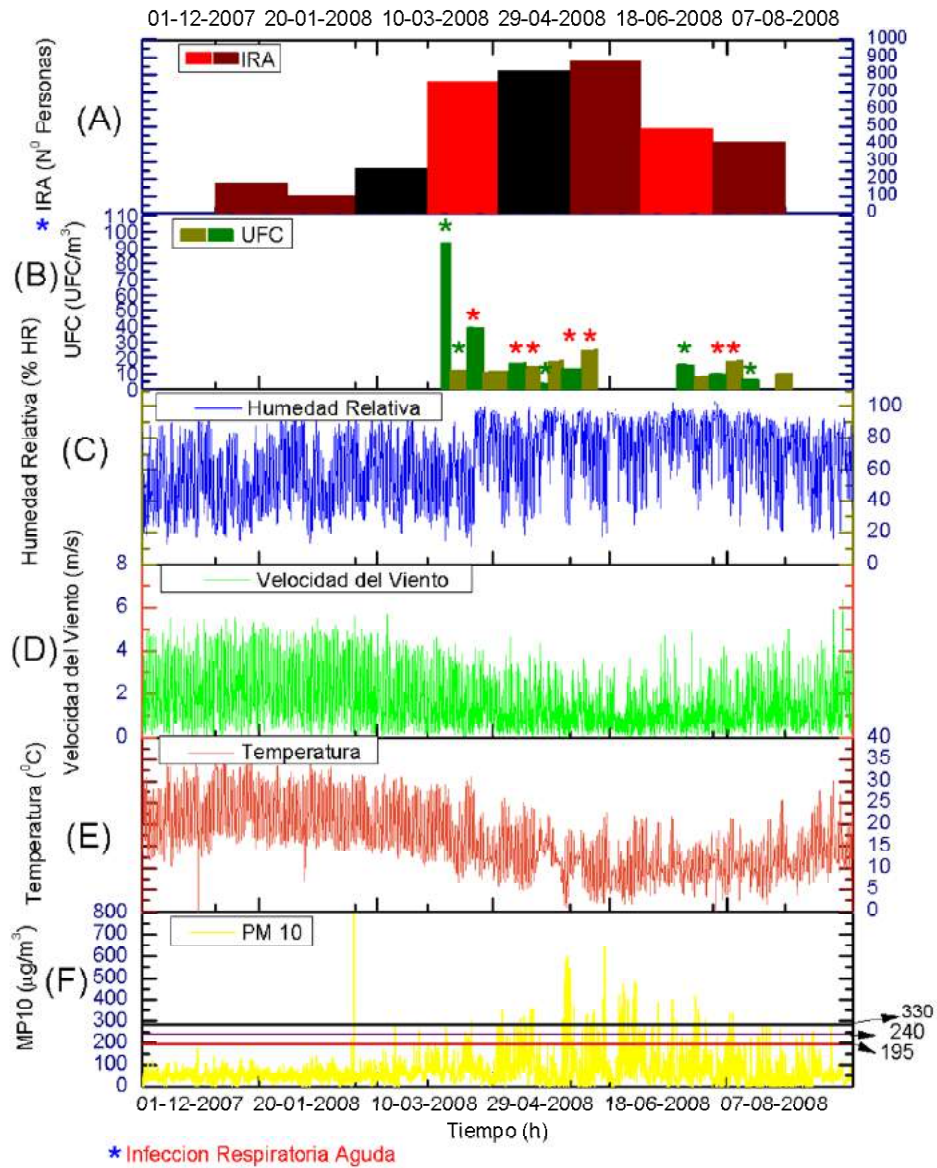 01-12-2007 20-01-2008 10-03-2008 29-04-2008 18-06-2008 07-08-2008
(A)
* IRA (N⁰ Personas)
IRA
1000
900
800
700
600
500
400
300
200
100
0
(B)
UFC (UFC/m³)
110
100
90
80
70
60
50
40
30
20
10
0
UFC
* * * * * * * * * * * *
(C)
Humedad Relativa (% HR)
Humedad Relativa
100
80
60
40
20
0
(D)
Velocidad del Viento (m/s)
8
6
4
2
0
Velocidad del Viento
(E)
Temperatura (⁰C)
Temperatura
40
35
30
25
20
15
10
5
0
(F)
MP10 (µg/m³)
800
700
600
500
400
300
200
100
0
PM 10
330
240
195
01-12-2007 20-01-2008 10-03-2008 29-04-2008 18-06-2008 07-08-2008
Tiempo (h)
* Infeccion Respiratoria Aguda